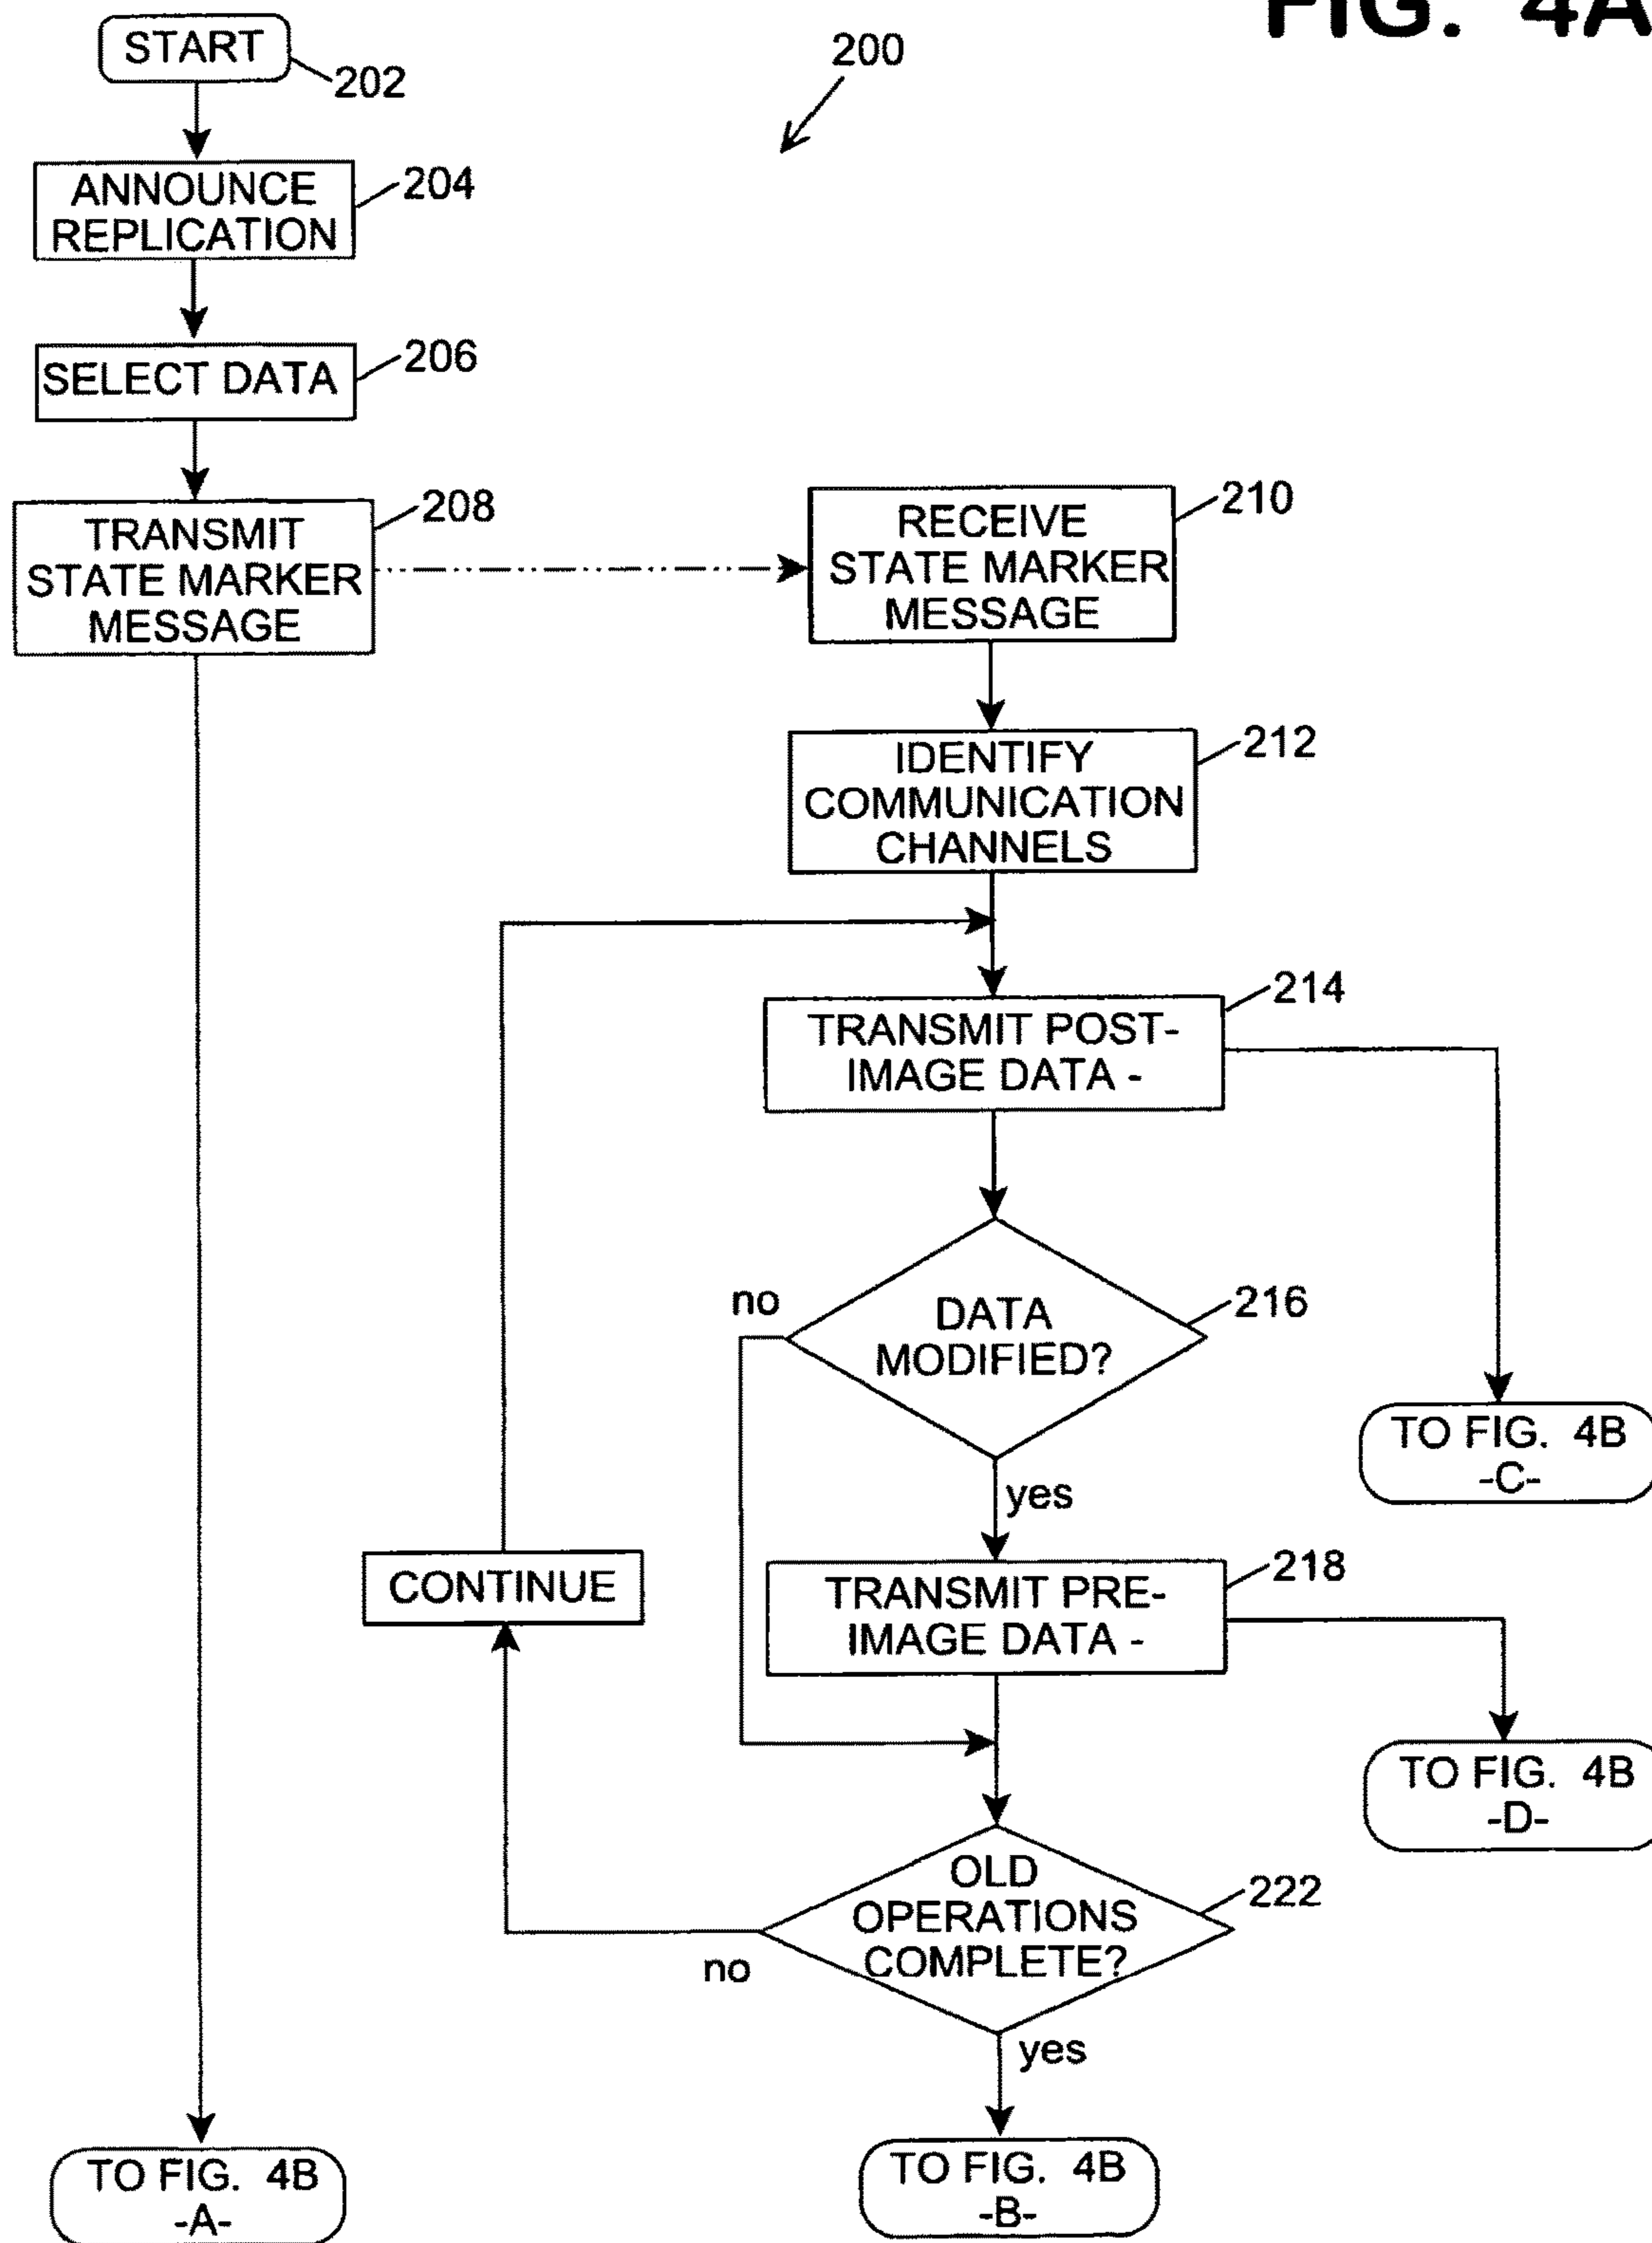 FIG. 4A
200
START
202
ANNOUNCE
REPLICATION
204
SELECT DATA
206
TRANSMIT
STATE MARKER
MESSAGE
208
RECEIVE
STATE MARKER
MESSAGE
210
IDENTIFY
COMMUNICATION
CHANNELS
212
TRANSMIT POST-
IMAGE DATA -
214
DATA
MODIFIED?
216
no
yes
TO FIG. 4B
-C-
CONTINUE
TRANSMIT PRE-
IMAGE DATA -
218
TO FIG. 4B
-D-
OLD
OPERATIONS
COMPLETE?
222
no
yes
TO FIG. 4B
-A-
TO FIG. 4B
-B-